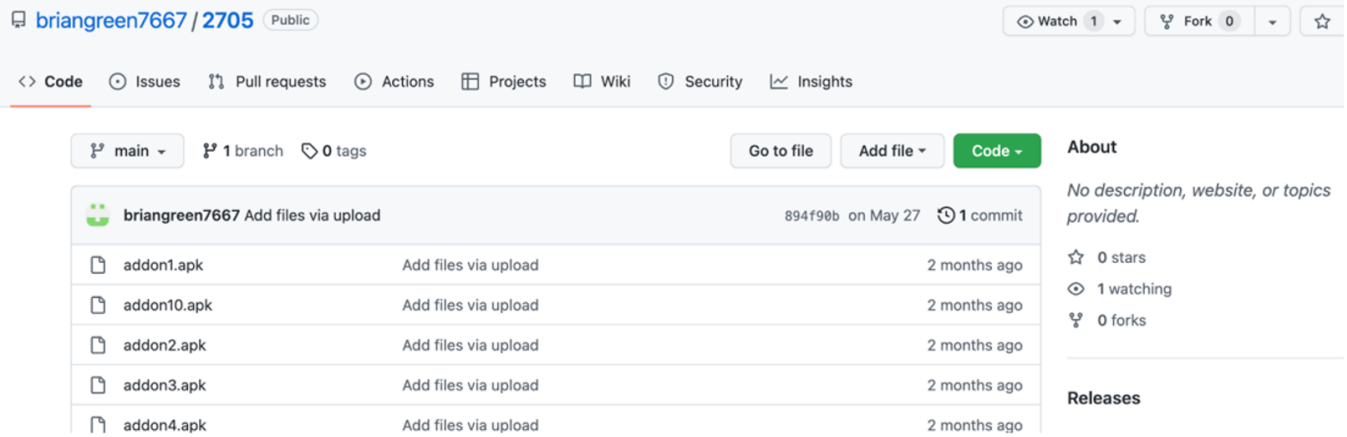 briangreen7667 / 2705 Public Watch 1 Fork 0
Code Issues Pull requests Actions Projects Wiki Security Insights
main 1 branch 0 tags Go to file Add file Code
briangreen7667 Add files via upload 894f90b on May 27 1 commit
addon1.apk Add files via upload 2 months ago
addon10.apk Add files via upload 2 months ago
addon2.apk Add files via upload 2 months ago
addon3.apk Add files via upload 2 months ago
addon4.apk Add files via upload 2 months ago
About
No description, website, or topics
provided.
0 stars
1 watching
0 forks
Releases